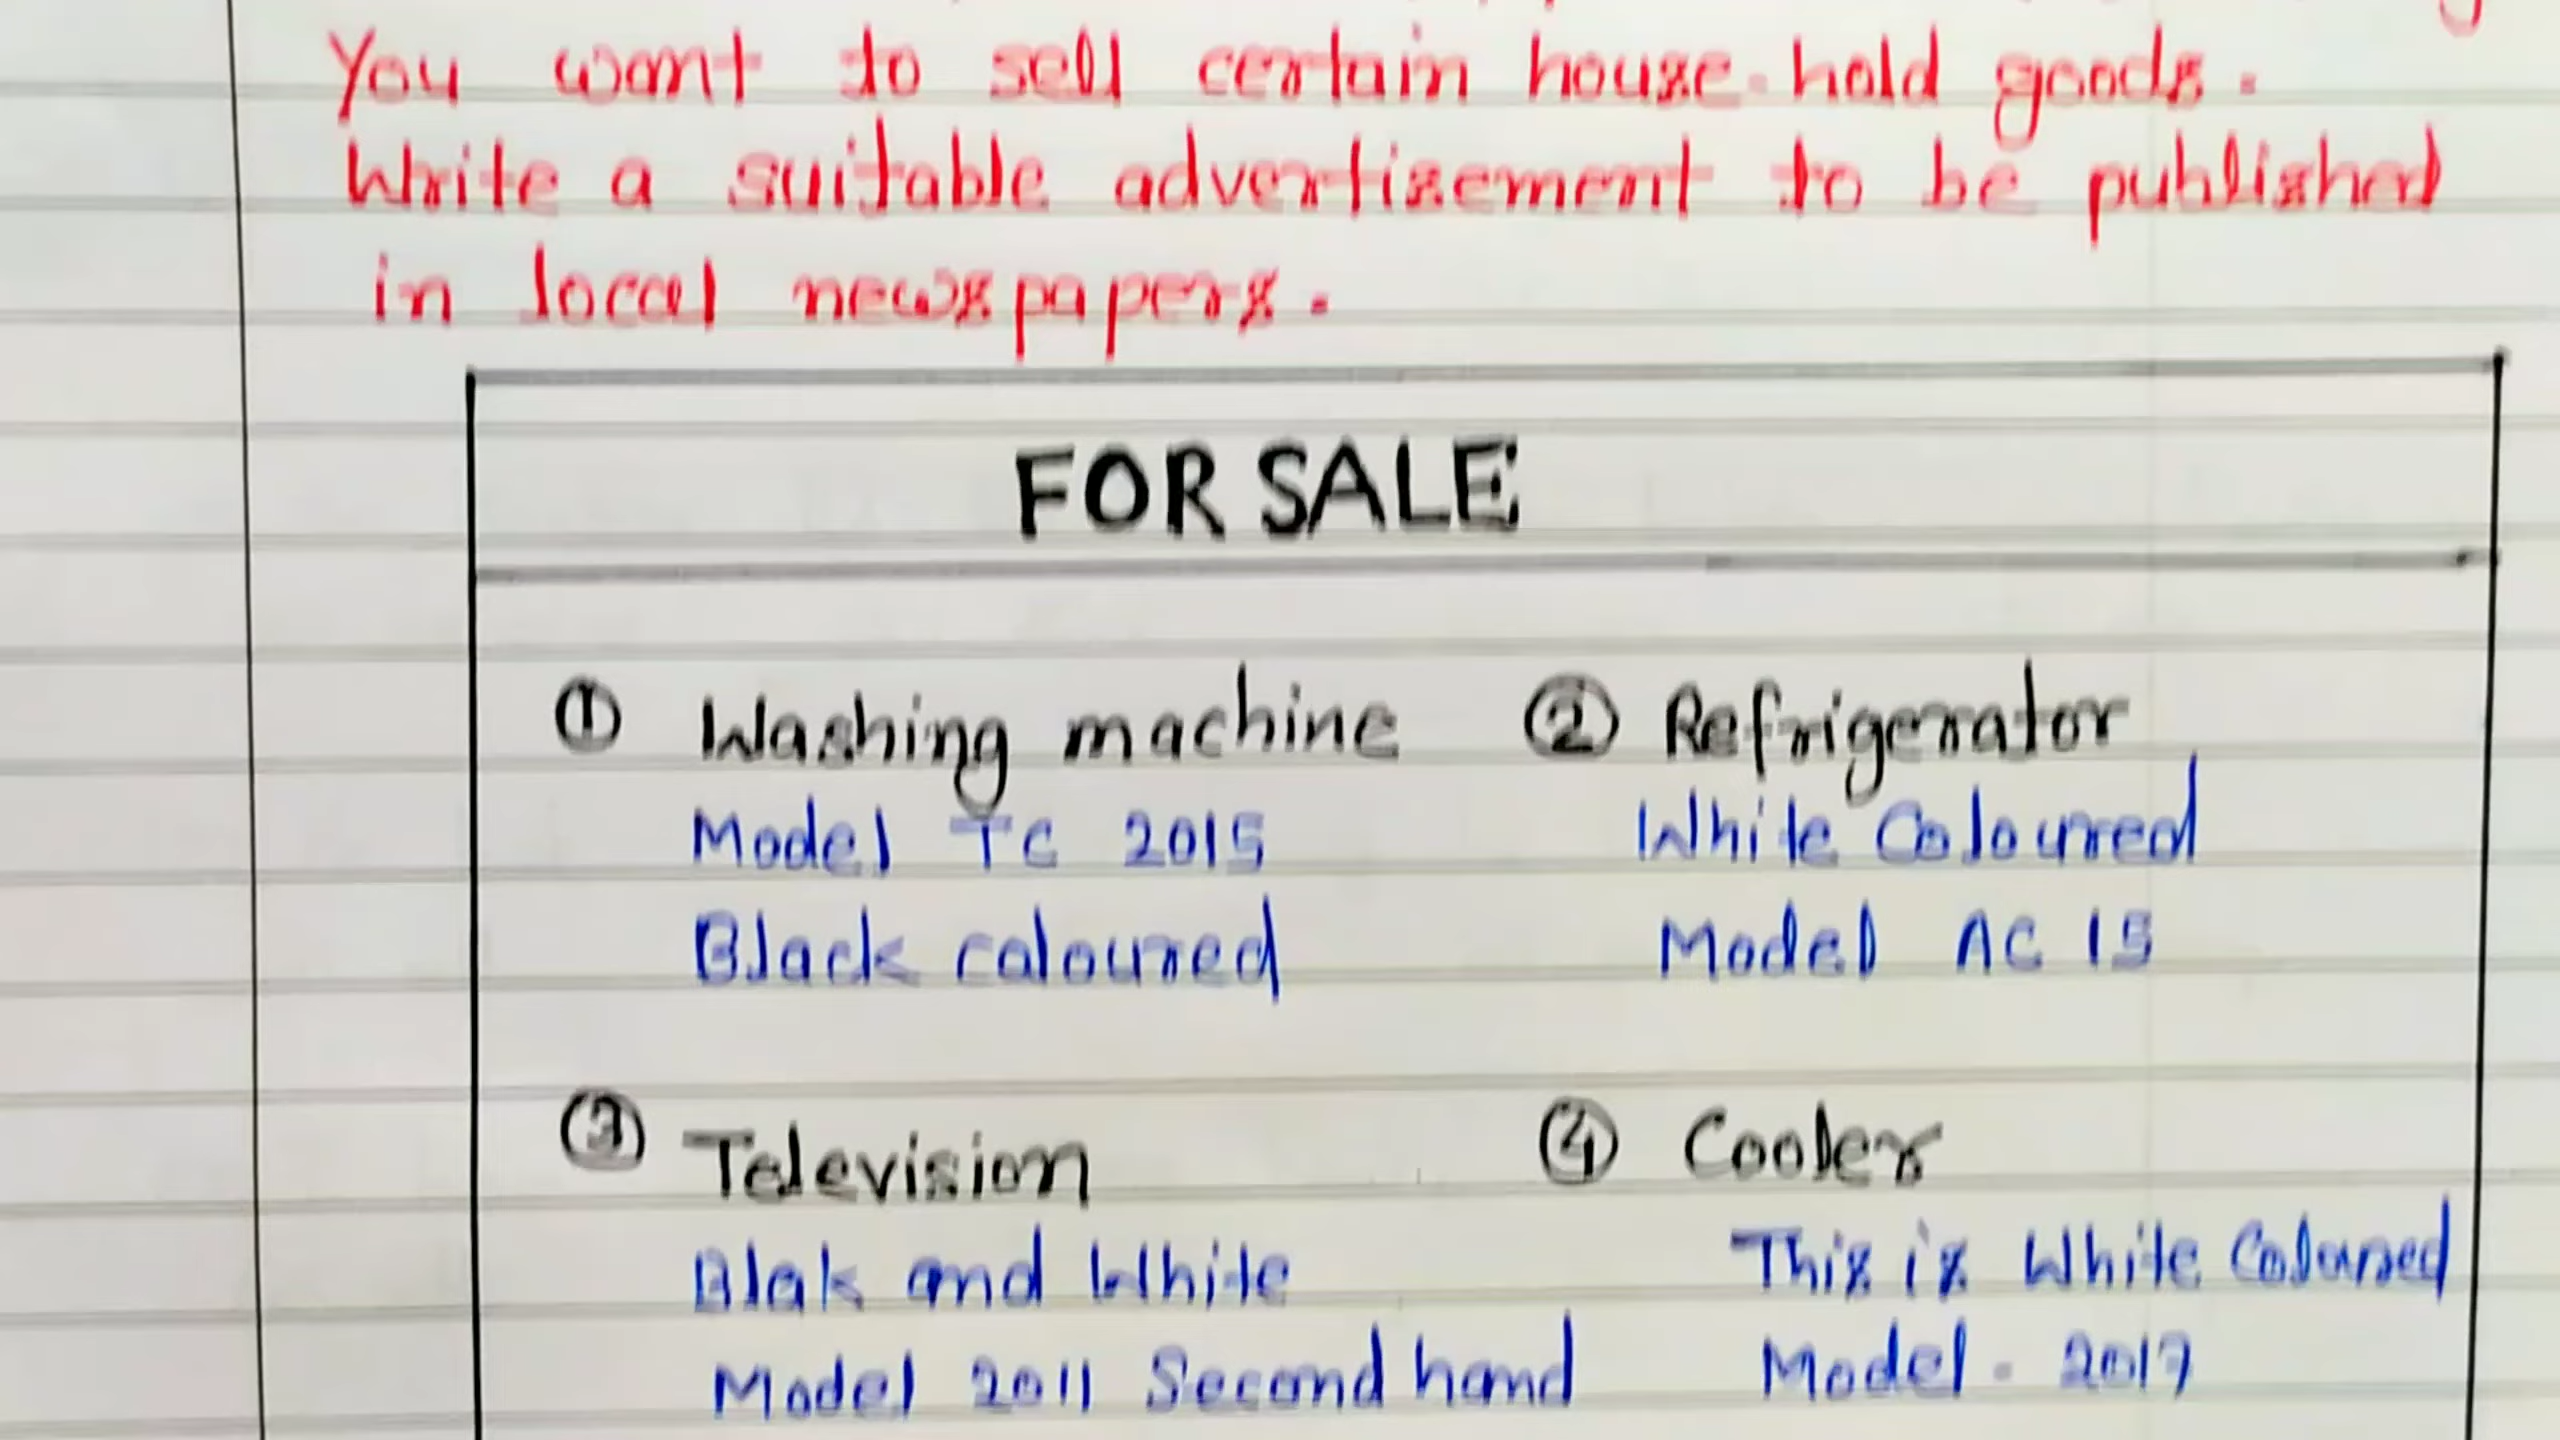 You want to sell certain house-hold goods.
Write a suitable advertisement to be published
in local newspapers.
FOR SALE
① Washing machine
Model TC 2015
Black coloured
② Refrigerator
White Coloured
Model AC 15
③ Television
Blak and White
Model 2011 Second hand
④ Cooler
This is White Coloured
Model - 2017